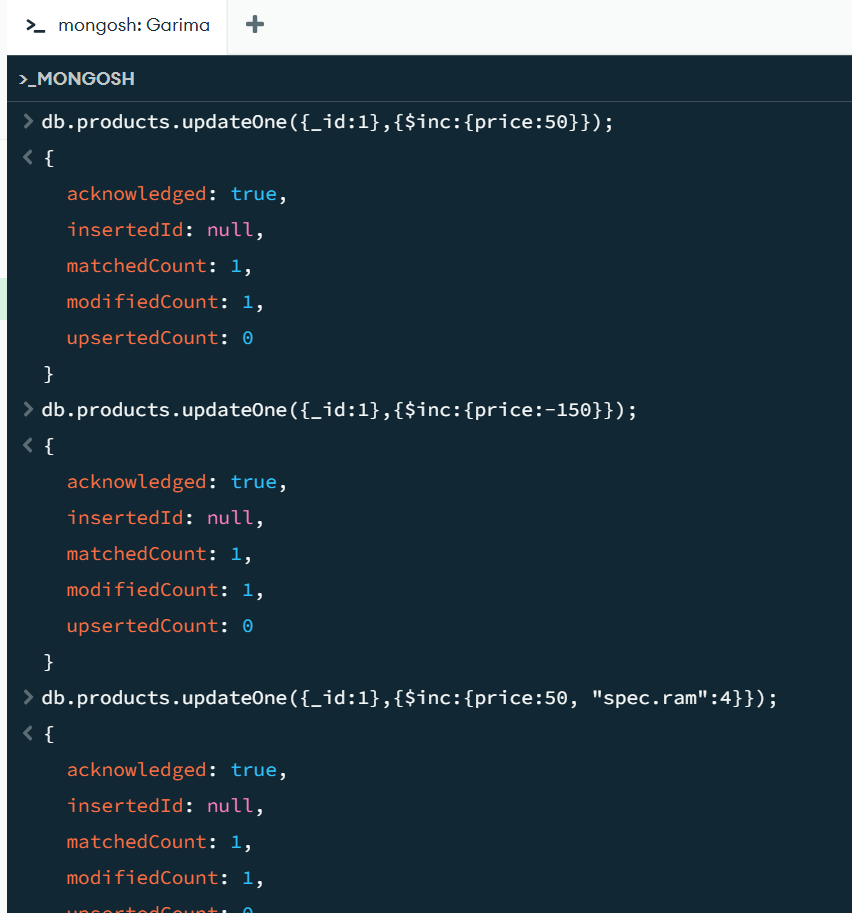 >_ mongosh: Garima +
>_MONGOSH
> db.products.updateOne({_id:1},{$inc:{price:50}});
< {
acknowledged: true,
insertedId: null,
matchedCount: 1,
modifiedCount: 1,
upsertedCount: 0
}
> db.products.updateOne({_id:1},{$inc:{price:-150}});
< {
acknowledged: true,
insertedId: null,
matchedCount: 1,
modifiedCount: 1,
upsertedCount: 0
}
> db.products.updateOne({_id:1},{$inc:{price:50, "spec.ram":4}});
< {
acknowledged: true,
insertedId: null,
matchedCount: 1,
modifiedCount: 1,
upsertedCount: 0